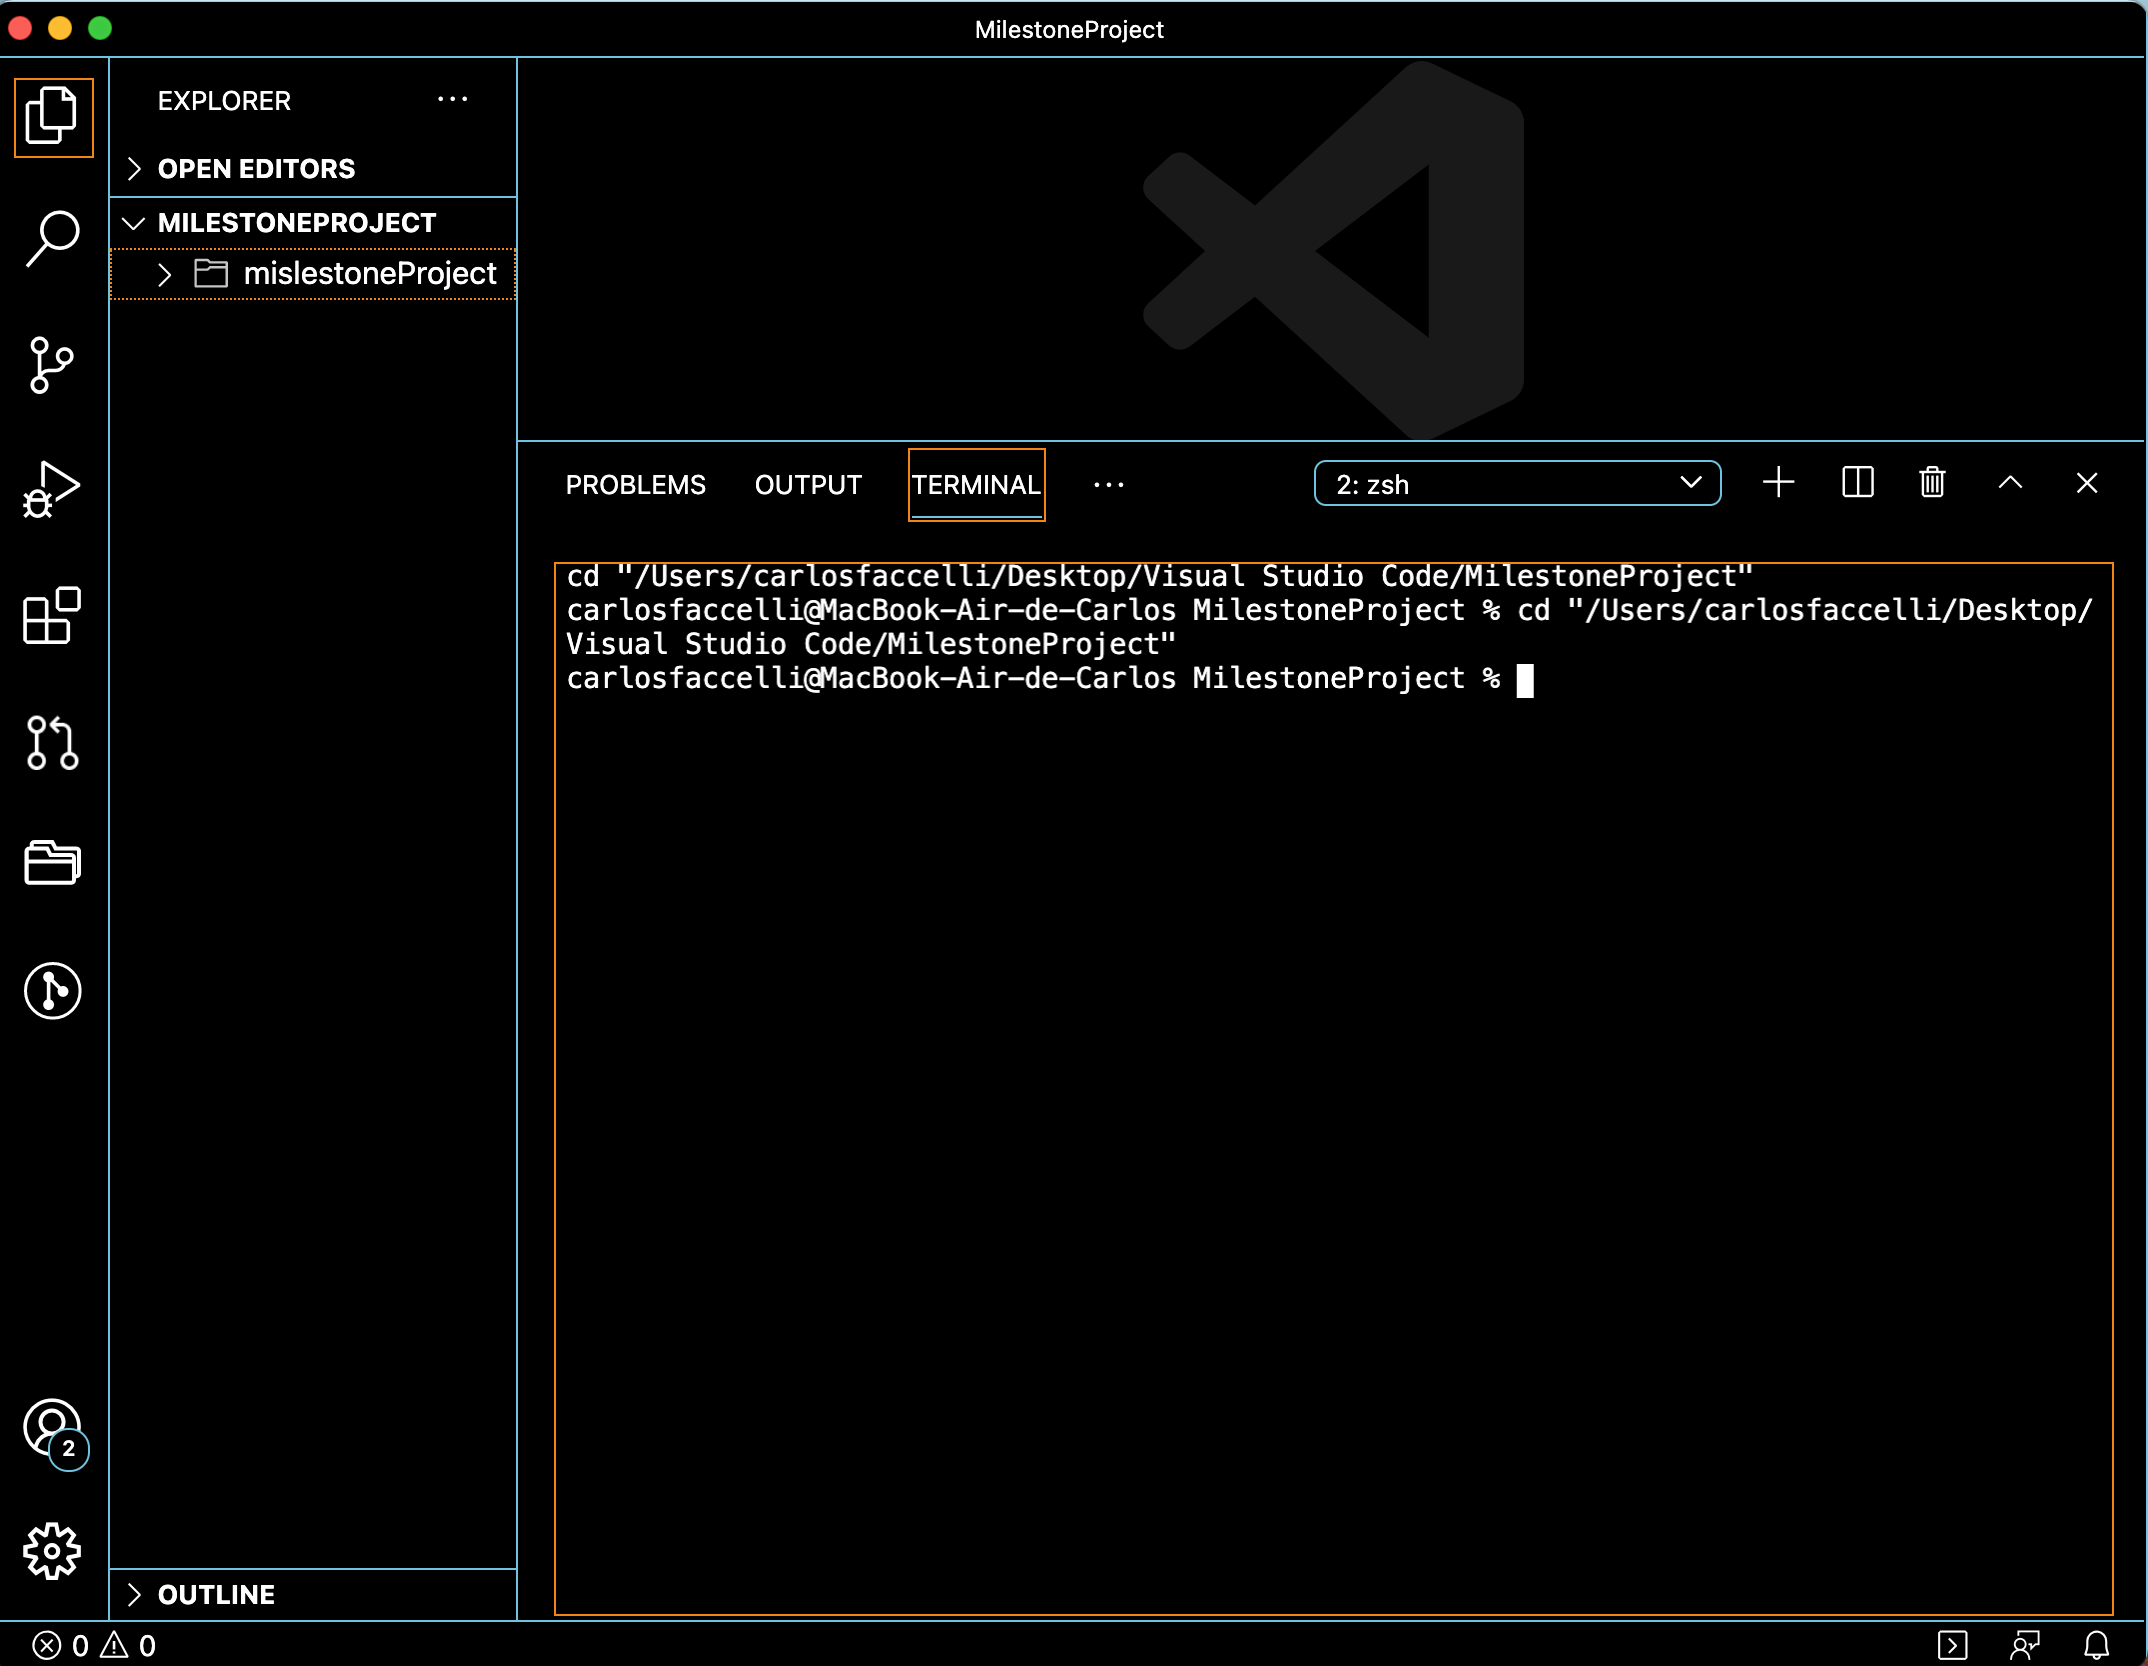 MilestoneProject
EXPLORER
OPEN EDITORS
MILESTONEPROJECT
mislestoneProject
PROBLEMS OUTPUT TERMINAL 2: zsh
cd "/Users/carlosfaccelli/Desktop/Visual Studio Code/MilestoneProject"
carlosfaccelli@MacBook-Air-de-Carlos MilestoneProject % cd "/Users/carlosfaccelli/Desktop/
Visual Studio Code/MilestoneProject"
carlosfaccelli@MacBook-Air-de-Carlos MilestoneProject %
2
OUTLINE
0 0